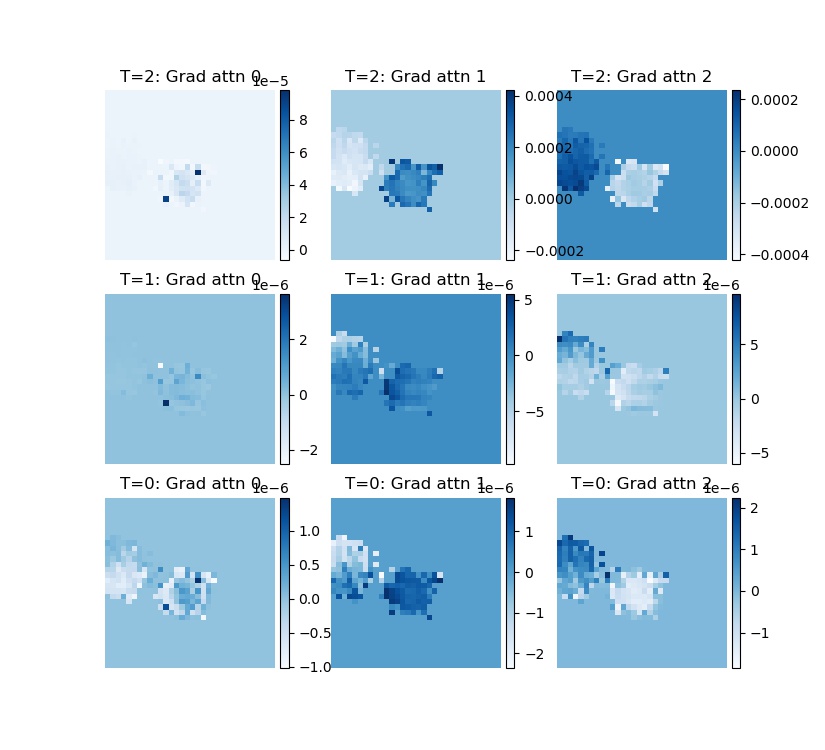 T=2: Grad attn 0
1e−5
8
6
4
2
0
T=2: Grad attn 1
0.0004
0.0002
0.0000
−0.0002
T=2: Grad attn 2
0.0002
0.0000
−0.0002
−0.0004
T=1: Grad attn 0
1e−6
2
0
−2
T=1: Grad attn 1
1e−6
5
0
−5
T=1: Grad attn 2
1e−6
5
0
−5
T=0: Grad attn 0
1e−6
1.0
0.5
0.0
−0.5
−1.0
T=0: Grad attn 1
1e−6
1
0
−1
−2
T=0: Grad attn 2
1e−6
2
1
0
−1